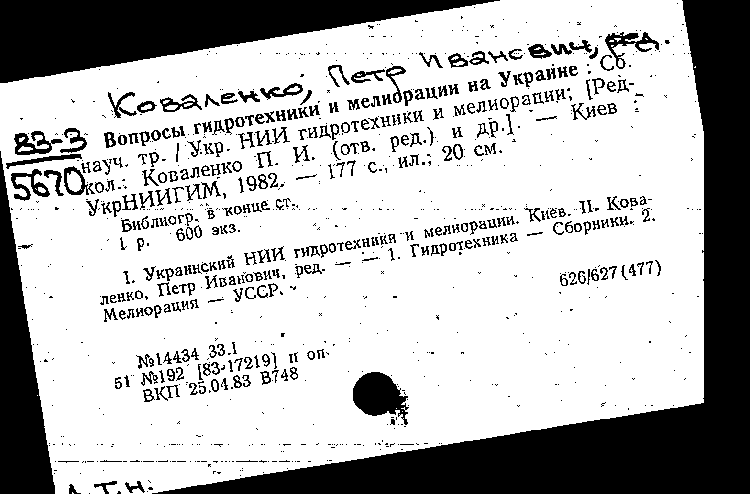 Коваленко, Петр Иванович, ред.
83-3
5670
Вопросы гидротехники и мелиорации на Украине : Сб.
науч. тр. / Укр. НИИ гидротехники и мелиорации; [Ред-
кол.: Коваленко П. И. (отв. ред.) и др.]. — Киев :
УкрНИИГИМ, 1982. — 177 с., ил.; 20 см.
Библиогр. в конце ст.
1 р. 600 экз.
I. Украинский НИИ гидротехники и мелиорации. Киев. II. Кова-
ленко, Петр Иванович, ред. — — 1. Гидротехника — Сборники. 2.
Мелиорация — УССР.
626/627(477)
№14434 33.1
51 №192 [83-17219] п оп
ВКП 25.04.83 В748